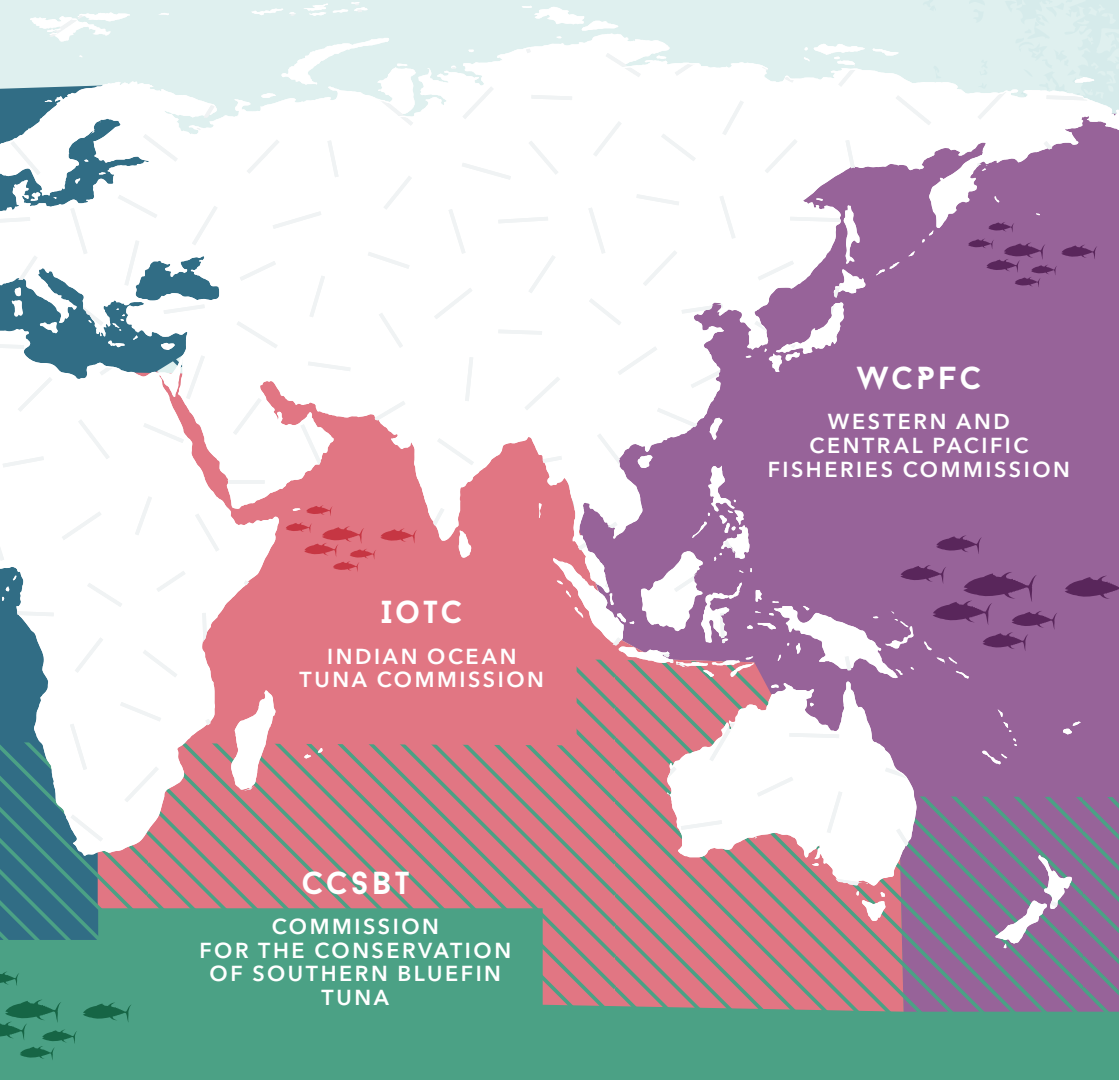 WCPFC
WESTERN AND
CENTRAL PACIFIC
FISHERIES COMMISSION
IOTC
INDIAN OCEAN
TUNA COMMISSION
CCSBT
COMMISSION
FOR THE CONSERVATION
OF SOUTHERN BLUEFIN
TUNA